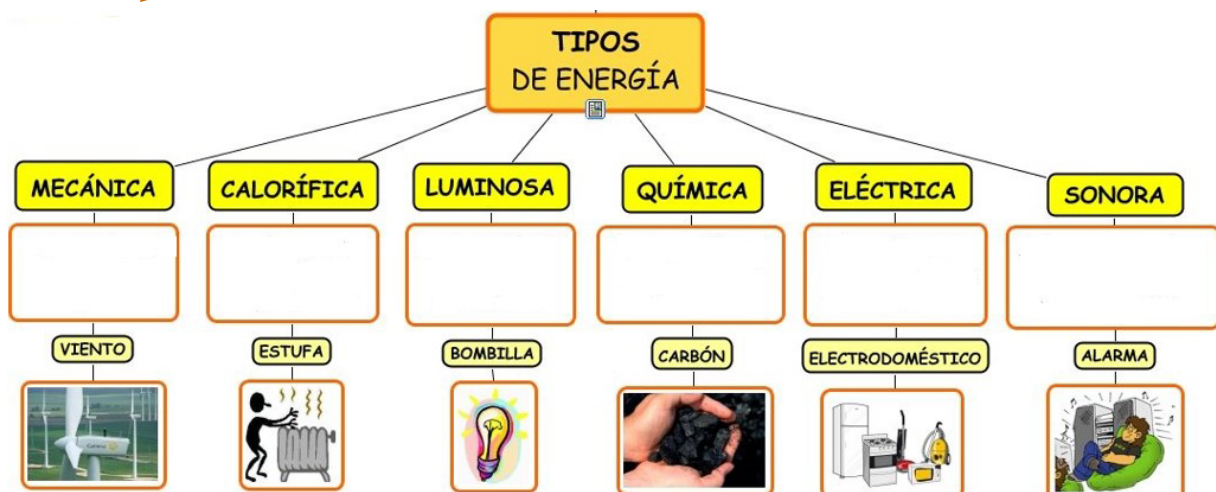 TIPOS
DE ENERGÍA
MECÁNICA
CALORÍFICA
LUMINOSA
QUÍMICA
ELÉCTRICA
SONORA
VIENTO
ESTUFA
BOMBILLA
CARBÓN
ELECTRODOMÉSTICO
ALARMA